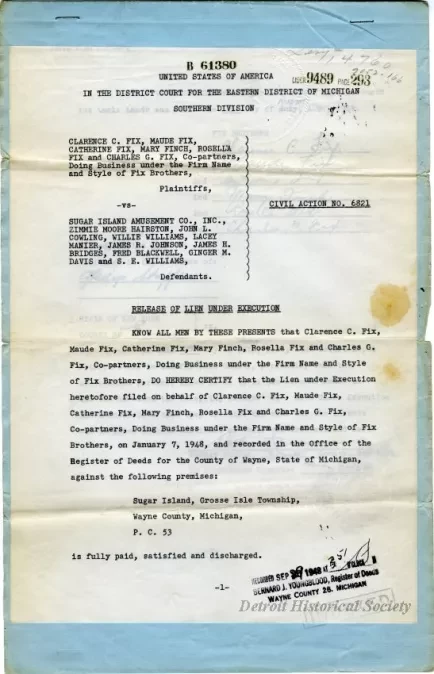 B 61380
UNITED STATES OF AMERICA
LIBER 9489 PAGE 293
IN THE DISTRICT COURT FOR THE EASTERN DISTRICT OF MICHIGAN
SOUTHERN DIVISION
CLARENCE C. FIX, MAUDE FIX,
CATHERINE FIX, MARY FINCH, ROSELLA
FIX and CHARLES G. FIX, Co-partners,
Doing Business under the Firm Name
and Style of Fix Brothers,
Plaintiffs,
-vs-
CIVIL ACTION NO. 6821
SUGAR ISLAND AMUSEMENT CO., INC.,
ZIMMIE MOORE HAIRSTON, JOHN L.
COWLING, WILLIE WILLIAMS, LACEY
MANIER, JAMES R. JOHNSON, JAMES H.
BRIDGES, FRED BLACKWELL, GINGER M.
DAVIS and S. E. WILLIAMS,
Defendants.
RELEASE OF LIEN UNDER EXECUTION
KNOW ALL MEN BY THESE PRESENTS that Clarence C. Fix,
Maude Fix, Catherine Fix, Mary Finch, Rosella Fix and Charles G.
Fix, Co-partners, Doing Business under the Firm Name and Style
of Fix Brothers, DO HEREBY CERTIFY that the Lien under Execution
heretofore filed on behalf of Clarence C. Fix, Maude Fix,
Catherine Fix, Mary Finch, Rosella Fix and Charles G. Fix,
Co-partners, Doing Business under the Firm Name and Style of Fix
Brothers, on January 7, 1948, and recorded in the Office of the
Register of Deeds for the County of Wayne, State of Michigan,
against the following premises:
Sugar Island, Grosse Isle Township,
Wayne County, Michigan,
P. C. 53
is fully paid, satisfied and discharged.
-1-
RECORDED SEP 1948 AT
BERNARD J. YOUNGBLOOD, Register of Deeds
WAYNE COUNTY 26, MICHIGAN
Detroit Historical Society